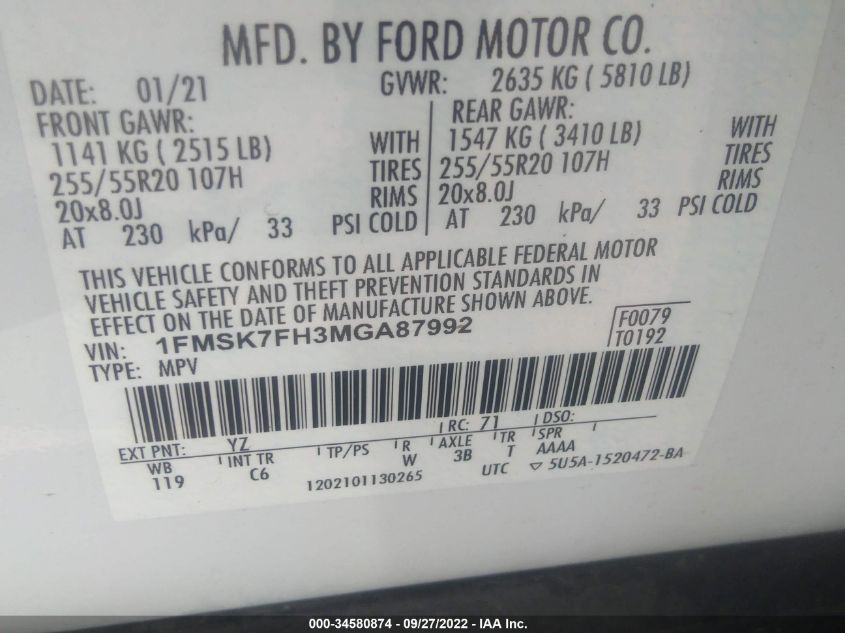 MFD. BY FORD MOTOR CO.
DATE: 01/21 GVWR: 2635 KG ( 5810 LB)
FRONT GAWR: REAR GAWR:
1141 KG ( 2515 LB) WITH 1547 KG ( 3410 LB) WITH
255/55R20 107H TIRES 255/55R20 107H TIRES
20x8.0J RIMS 20x8.0J RIMS
AT 230 kPa/ 33 PSI COLD AT 230 kPa/ 33 PSI COLD
THIS VEHICLE CONFORMS TO ALL APPLICABLE FEDERAL MOTOR
VEHICLE SAFETY AND THEFT PREVENTION STANDARDS IN
EFFECT ON THE DATE OF MANUFACTURE SHOWN ABOVE.
VIN: 1FMSK7FH3MGA87992 F0079
TYPE: MPV T0192
EXT PNT: YZ RC: 71 DSO:
WB INT TR TP/PS R AXLE TR SPR
119 C6 W 3B T AAAA
1202101130265 UTC ▽ 5U5A-1520472-BA
000-34580874 / 09/27/2022 - IAA Inc.